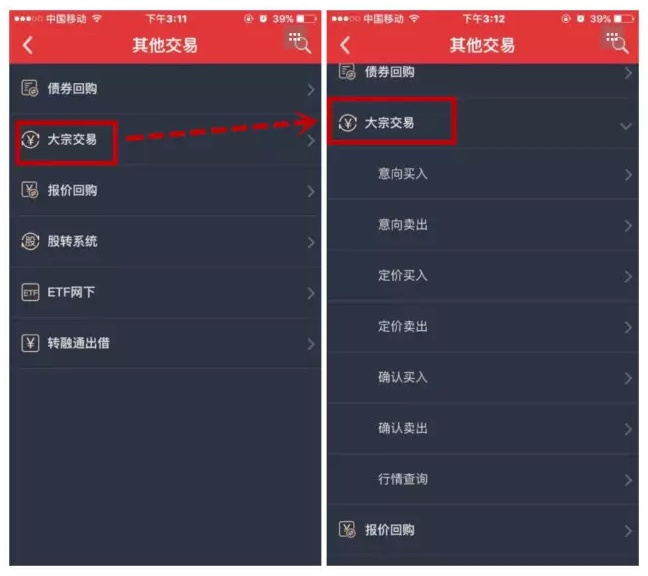 中国移动 下午3:11 39%
其他交易
债券回购
大宗交易
报价回购
股 股转系统
ETF ETF网下
转融通出借
中国移动 下午3:12 39%
其他交易
债券回购
大宗交易
意向买入
意向卖出
定价买入
定价卖出
确认买入
确认卖出
行情查询
报价回购